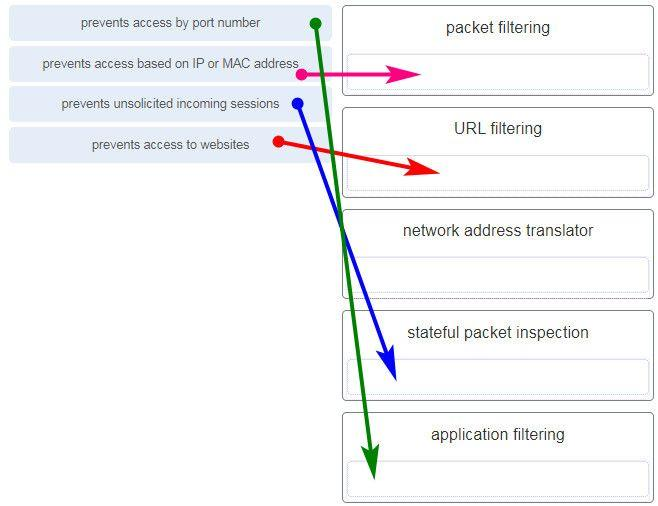 prevents access by port number
prevents access based on IP or MAC address
prevents unsolicited incoming sessions
prevents access to websites
packet filtering
URL filtering
network address translator
stateful packet inspection
application filtering